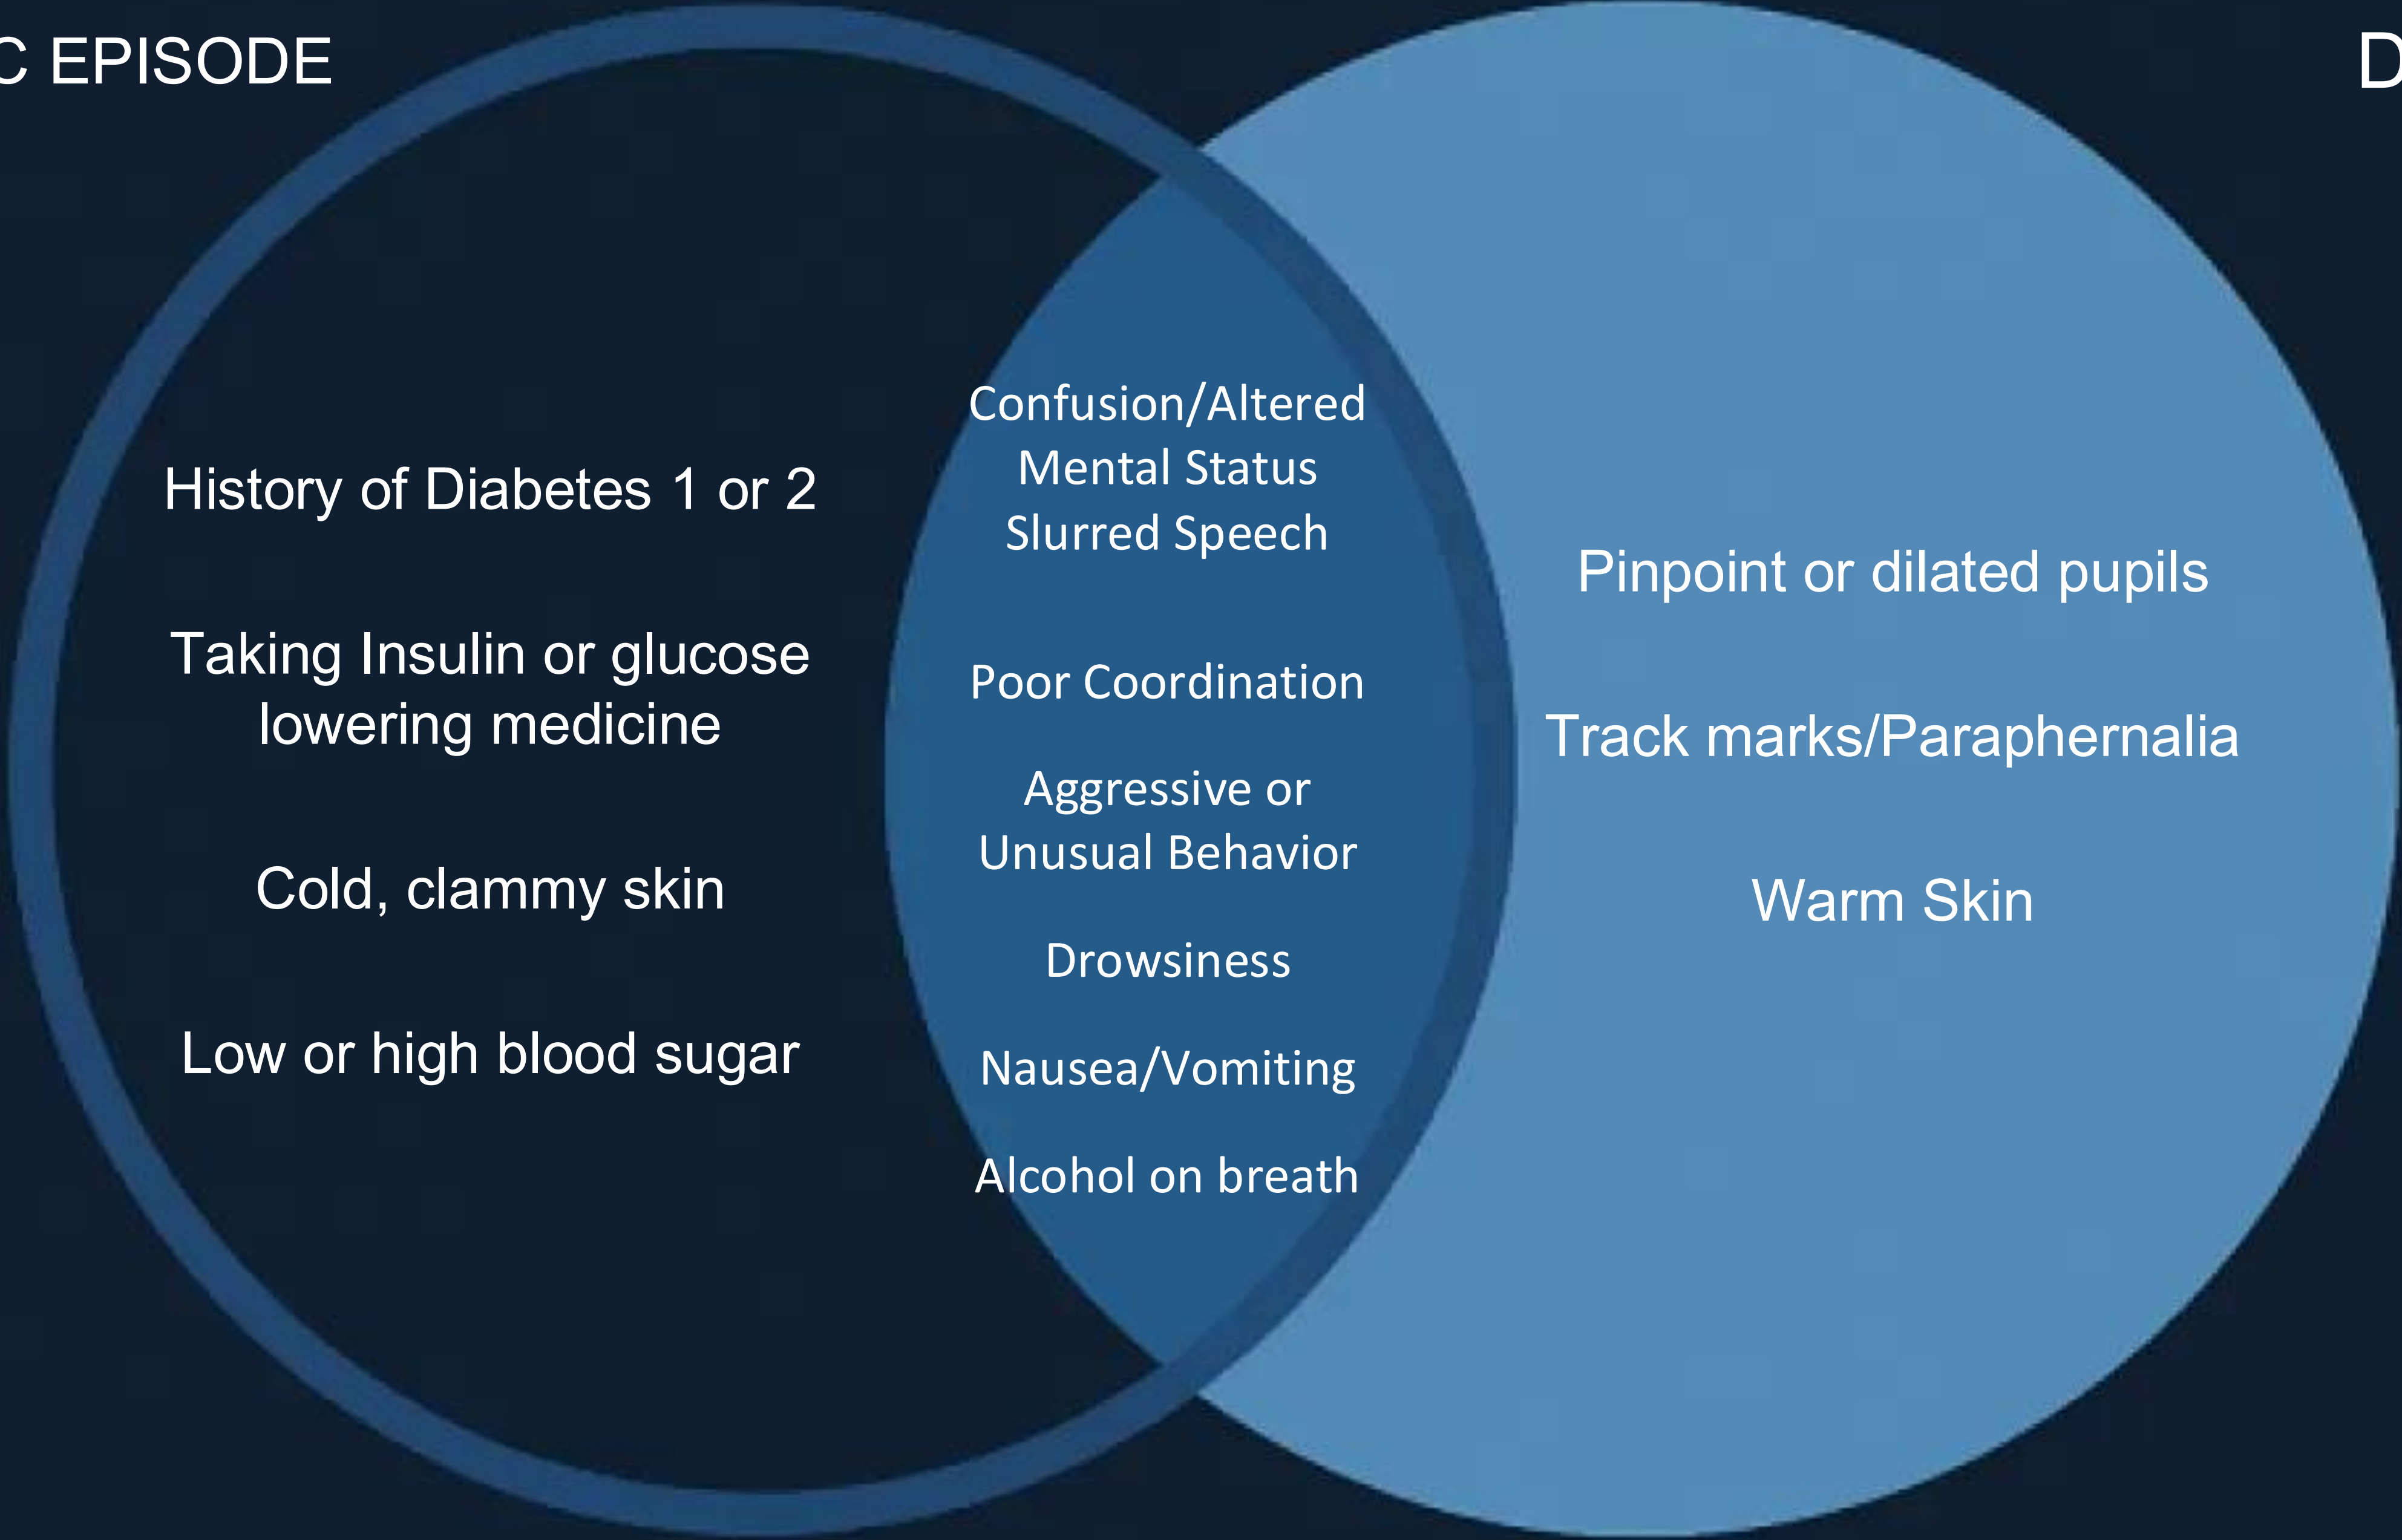 C EPISODE
D
History of Diabetes 1 or 2
Taking Insulin or glucose
lowering medicine
Cold, clammy skin
Low or high blood sugar
Confusion/Altered
Mental Status
Slurred Speech
Poor Coordination
Aggressive or
Unusual Behavior
Drowsiness
Nausea/Vomiting
Alcohol on breath
Pinpoint or dilated pupils
Track marks/Paraphernalia
Warm Skin